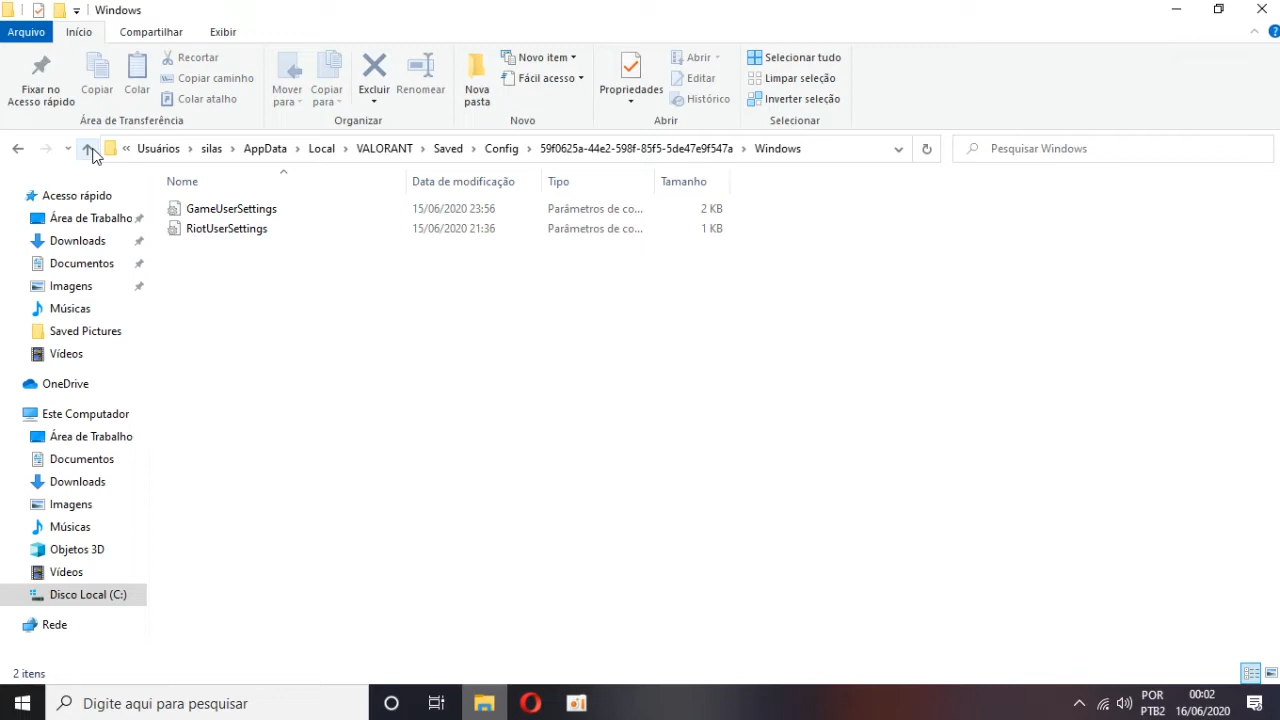 Windows
Arquivo Início Compartilhar Exibir
Fixar no Acesso rápido
Copiar
Colar
Recortar
Copiar caminho
Colar atalho
Área de Transferência
Mover para
Copiar para
Excluir
Renomear
Organizar
Nova pasta
Novo item
Fácil acesso
Novo
Propriedades
Abrir
Editar
Histórico
Abrir
Selecionar tudo
Limpar seleção
Inverter seleção
Selecionar
« Usuários > silas > AppData > Local > VALORANT > Saved > Config > 59f0625a-44e2-598f-85f5-5de47e9f547a > Windows
Pesquisar Windows
Nome Data de modificação Tipo Tamanho
GameUserSettings 15/06/2020 23:56 Parâmetros de co... 2 KB
RiotUserSettings 15/06/2020 21:36 Parâmetros de co... 1 KB
Acesso rápido
Área de Trabalho
Downloads
Documentos
Imagens
Músicas
Saved Pictures
Vídeos
OneDrive
Este Computador
Área de Trabalho
Documentos
Downloads
Imagens
Músicas
Objetos 3D
Vídeos
Disco Local (C:)
Rede
2 itens
Digite aqui para pesquisar
POR
PTB2
00:02
16/06/2020